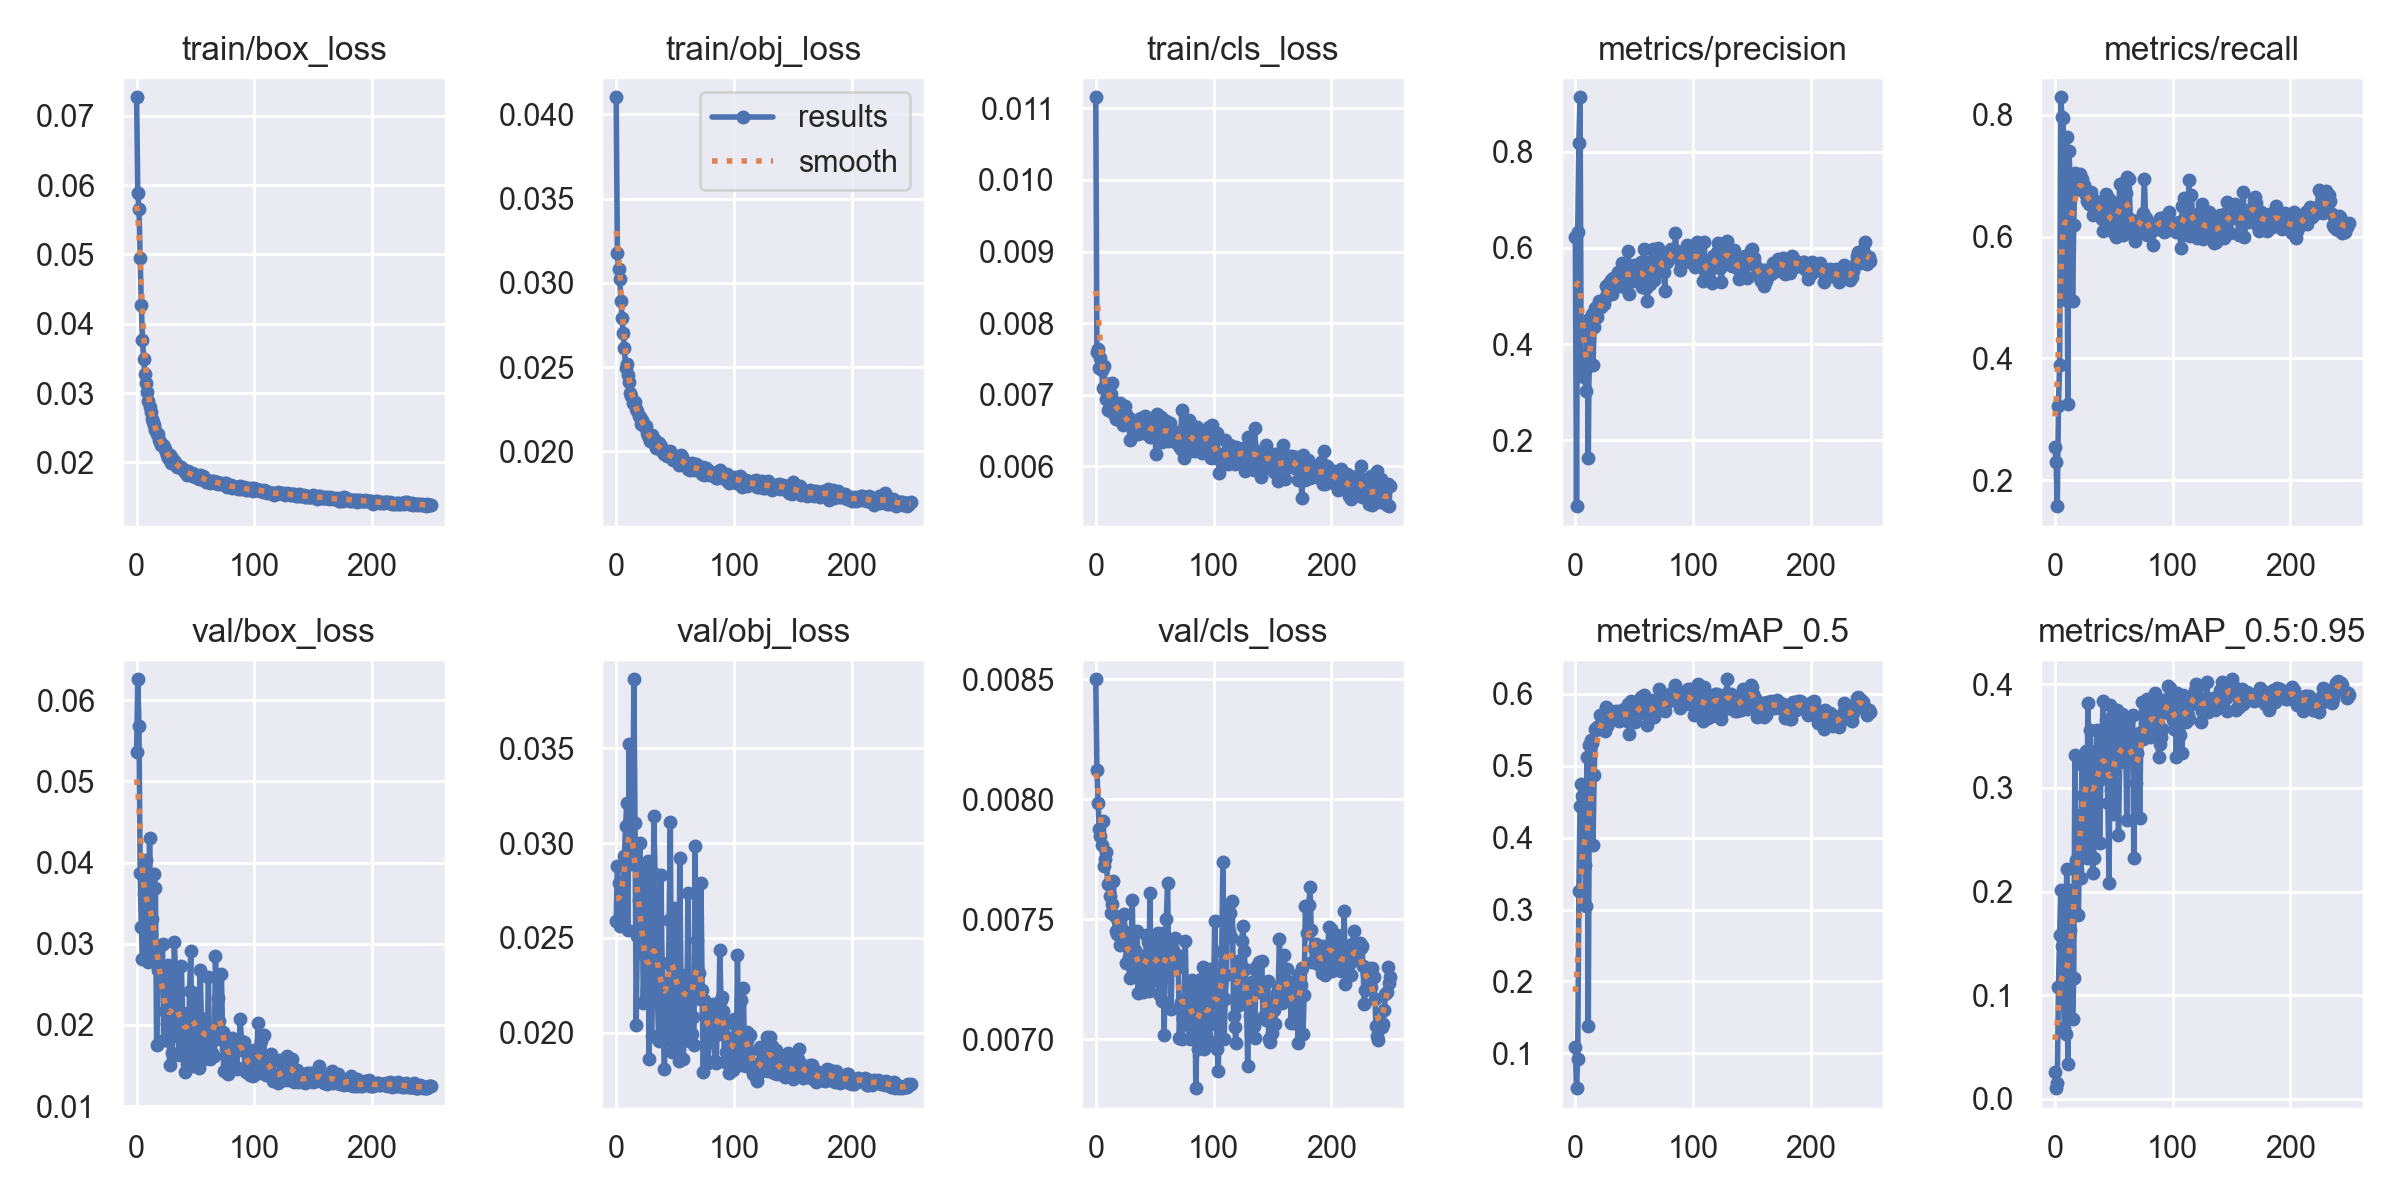 train/box_loss
0.07
0.06
0.05
0.04
0.03
0.02
0 100 200
train/obj_loss
results
smooth
0.040
0.035
0.030
0.025
0.020
0 100 200
train/cls_loss
0.011
0.010
0.009
0.008
0.007
0.006
0 100 200
metrics/precision
0.8
0.6
0.4
0.2
0 100 200
metrics/recall
0.8
0.6
0.4
0.2
0 100 200
val/box_loss
0.06
0.05
0.04
0.03
0.02
0.01
0 100 200
val/obj_loss
0.035
0.030
0.025
0.020
0 100 200
val/cls_loss
0.0085
0.0080
0.0075
0.0070
0 100 200
metrics/mAP_0.5
0.6
0.5
0.4
0.3
0.2
0.1
0 100 200
metrics/mAP_0.5:0.95
0.4
0.3
0.2
0.1
0.0
0 100 200